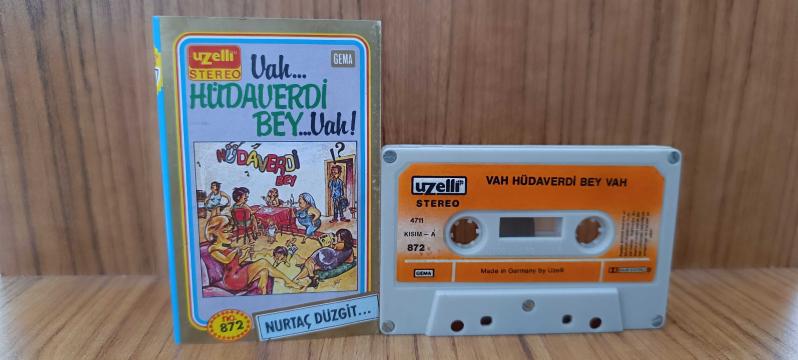 uzelli
STEREO
GEMA
Vah...
HÜDAVERDİ
BEY...Vah!
!?
HÜDAVERDİ
BEY
no.
872
NURTAÇ DÜZGİT...
uzelli
STEREO
VAH HÜDAVERDİ BEY VAH
4711
KISIM – A
872
GEMA
Made in Germany by Uzelli